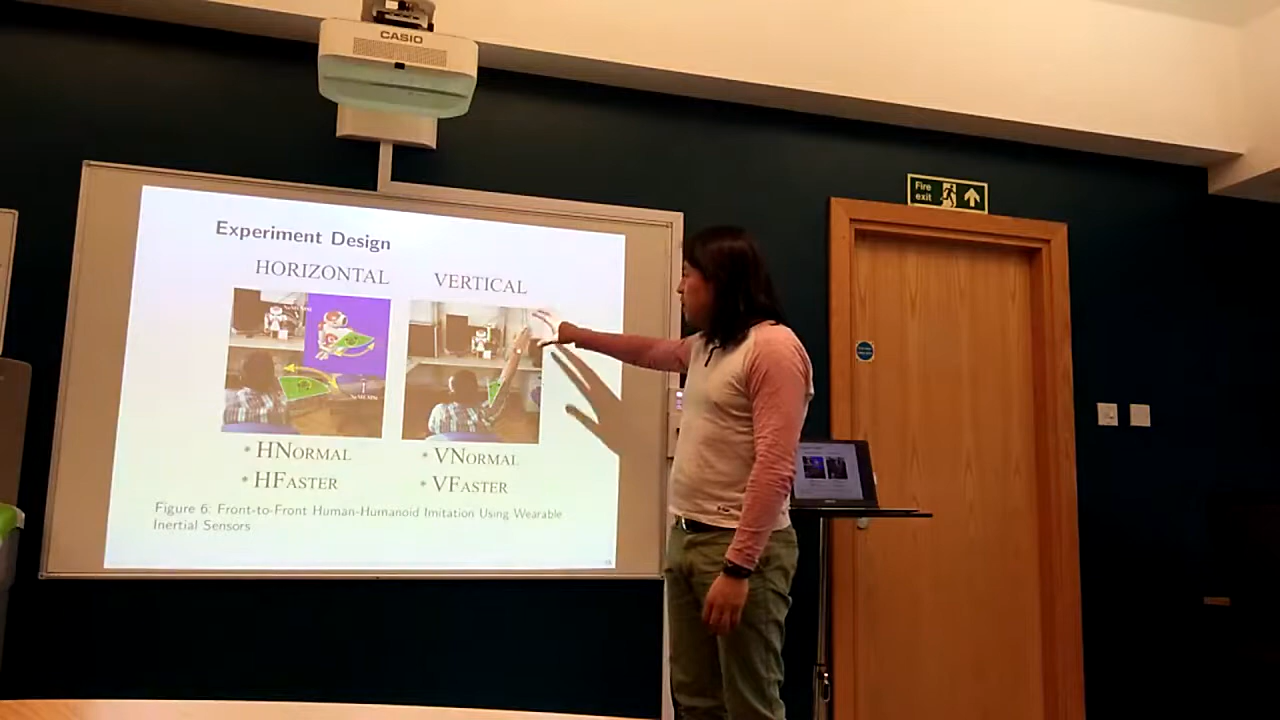 CASIO
Fire
exit
Experiment Design
HORIZONTAL
VERTICAL
• HNORMAL
• HFASTER
• VNORMAL
• VFASTER
Figure 6: Front-to-Front Human-Humanoid Imitation Using Wearable
Inertial Sensors